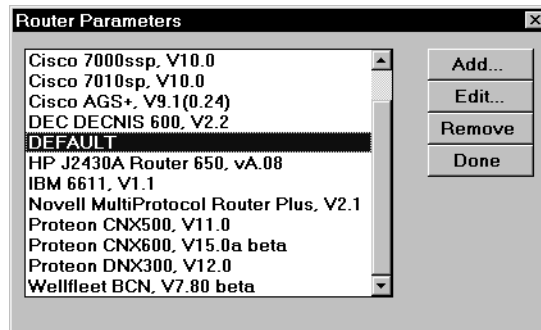 Router Parameters
Cisco 7000ssp, V10.0
Cisco 7010sp, V10.0
Cisco AGS+, V9.1(0.24)
DEC DECNIS 600, V2.2
DEFAULT
HP J2430A Router 650, vA.08
IBM 6611, V1.1
Novell MultiProtocol Router Plus, V2.1
Proteon CNX500, V11.0
Proteon CNX600, V15.0a beta
Proteon DNX300, V12.0
Wellfleet BCN, V7.80 beta
Add...
Edit...
Remove
Done